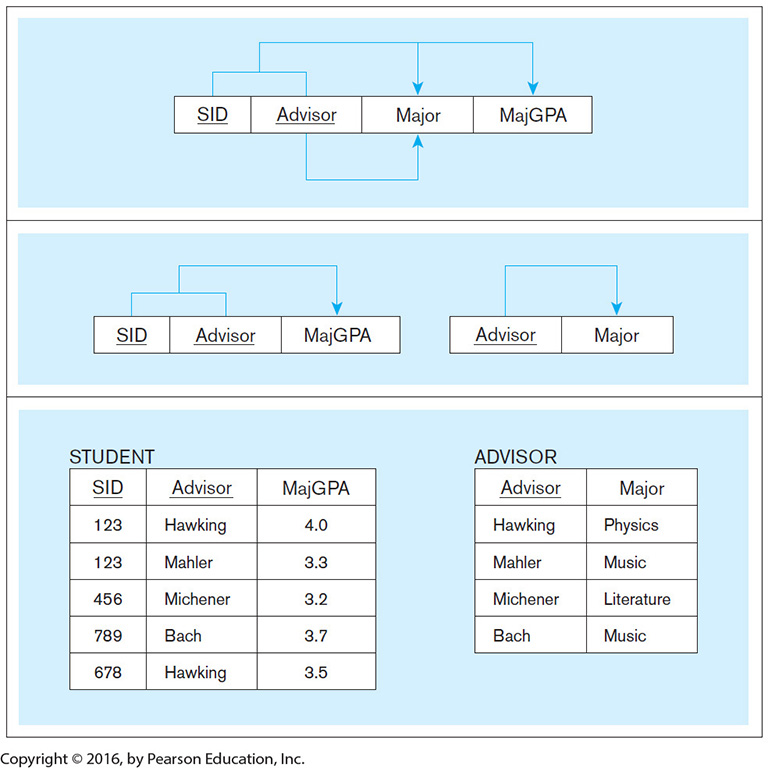 SID Advisor Major MajGPA
SID Advisor MajGPA
Advisor Major
STUDENT
SID Advisor MajGPA
123 Hawking 4.0
123 Mahler 3.3
456 Michener 3.2
789 Bach 3.7
678 Hawking 3.5
ADVISOR
Advisor Major
Hawking Physics
Mahler Music
Michener Literature
Bach Music
Copyright © 2016, by Pearson Education, Inc.